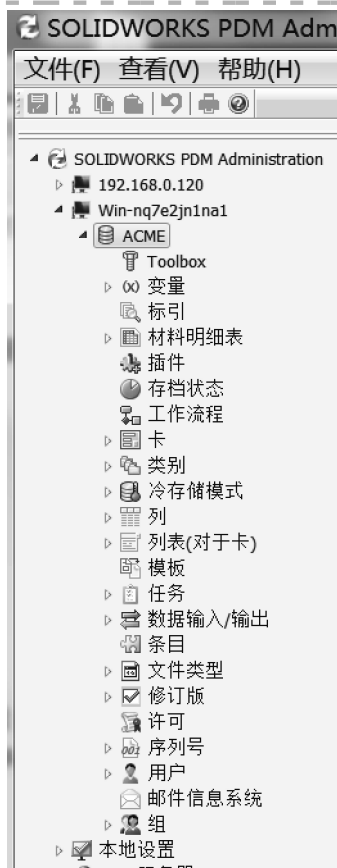 SOLIDWORKS PDM Adm
文件(F) 查看(V) 帮助(H)
SOLIDWORKS PDM Administration
192.168.0.120
Win-nq7e2jn1na1
ACME
Toolbox
变量
标引
材料明细表
插件
存档状态
工作流程
卡
类别
冷存储模式
列
列表(对于卡)
模板
任务
数据输入/输出
条目
文件类型
修订版
许可
序列号
用户
邮件信息系统
组
本地设置